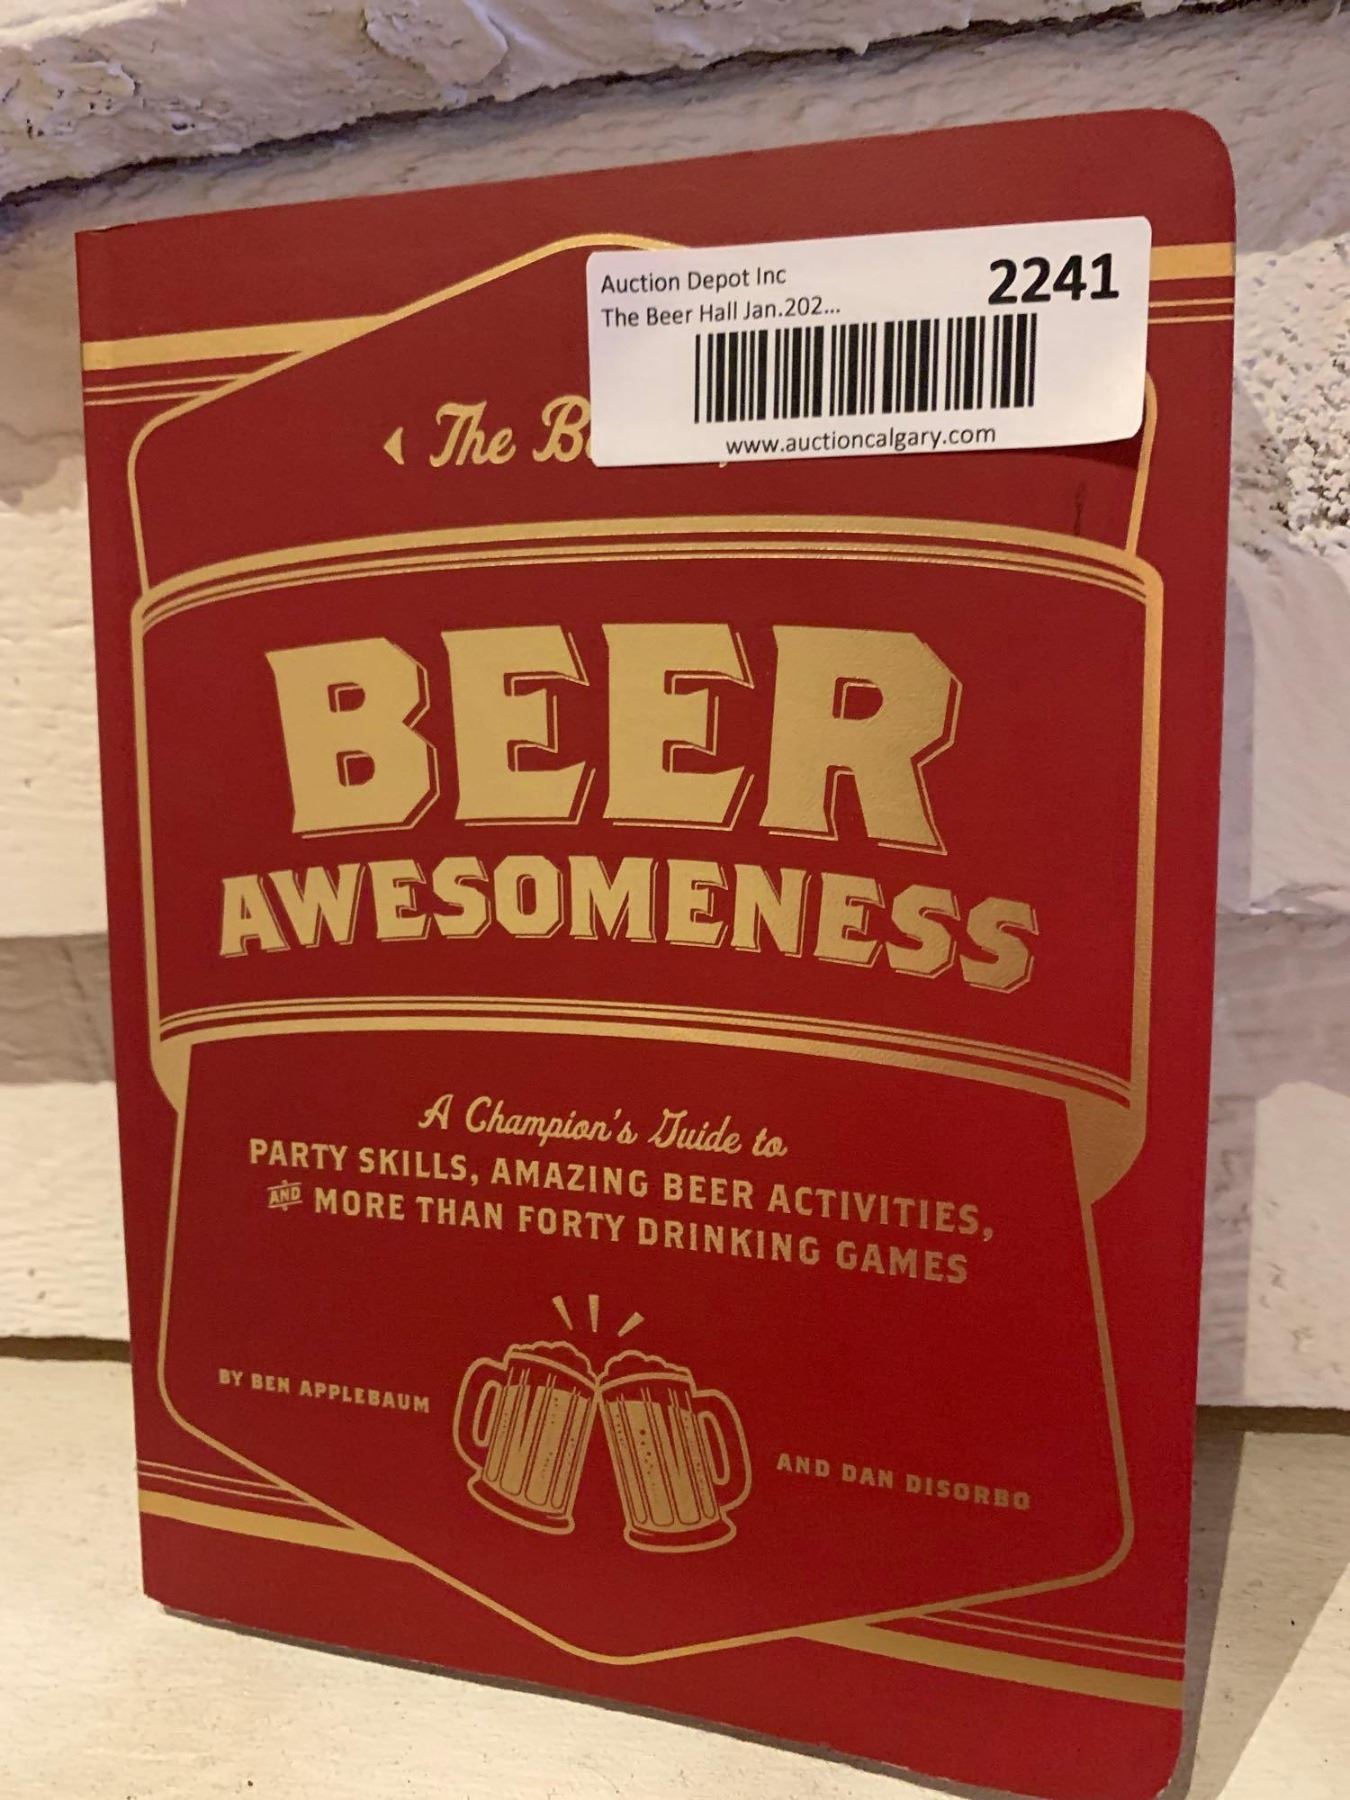 Auction Depot Inc
2241
The Beer Hall Jan.202...
www.auctioncalgary.com
The
BEER
AWESOMENESS
A Champion's Guide to
PARTY SKILLS, AMAZING BEER ACTIVITIES,
AND MORE THAN FORTY DRINKING GAMES
BY BEN APPLEBAUM
AND DAN DISORBO